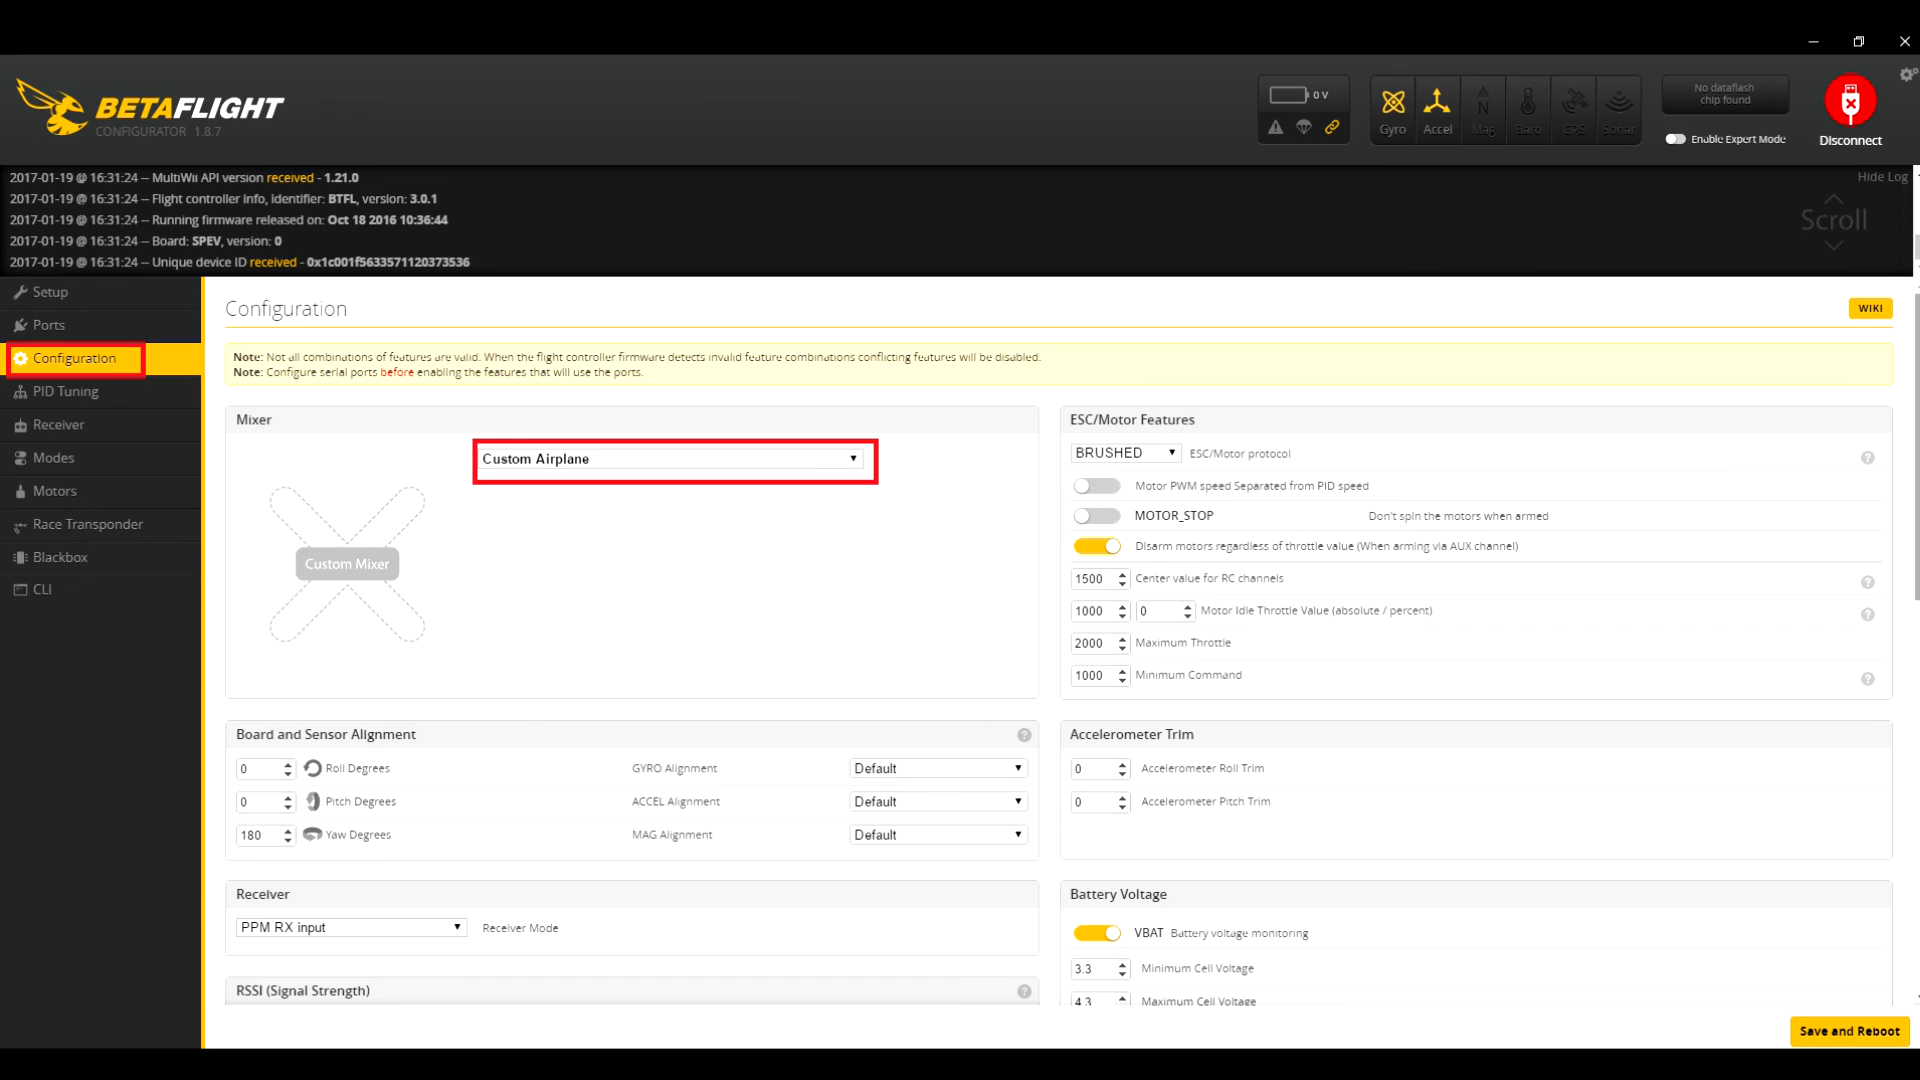 BETAFLIGHT
CONFIGURATOR 1.8.7
0 V
Gyro
Accel
Mag
Baro
GPS
Sonar
No dataflash
chip found
Enable Expert Mode
Disconnect
2017-01-19 @ 16:31:24 -- MultiWii API version received - 1.21.0
2017-01-19 @ 16:31:24 -- Flight controller info, identifier: BTFL, version: 3.0.1
2017-01-19 @ 16:31:24 -- Running firmware released on: Oct 18 2016 10:36:44
2017-01-19 @ 16:31:24 -- Board: SPEV, version: 0
2017-01-19 @ 16:31:24 -- Unique device ID received - 0x1c001f5633571120373536
Hide Log
Scroll
Setup
Ports
Configuration
PID Tuning
Receiver
Modes
Motors
Race Transponder
Blackbox
CLI
Configuration
WIKI
Note: Not all combinations of features are valid. When the flight controller firmware detects invalid feature combinations conflicting features will be disabled.
Note: Configure serial ports before enabling the features that will use the ports.
Mixer
Custom Airplane
Custom Mixer
ESC/Motor Features
BRUSHED ESC/Motor protocol
Motor PWM speed Separated from PID speed
MOTOR_STOP Don't spin the motors when armed
Disarm motors regardless of throttle value (When arming via AUX channel)
1500 Center value for RC channels
1000 0 Motor Idle Throttle Value (absolute / percent)
2000 Maximum Throttle
1000 Minimum Command
Board and Sensor Alignment
0 Roll Degrees GYRO Alignment Default
0 Pitch Degrees ACCEL Alignment Default
180 Yaw Degrees MAG Alignment Default
Accelerometer Trim
0 Accelerometer Roll Trim
0 Accelerometer Pitch Trim
Receiver
PPM RX input Receiver Mode
Battery Voltage
VBAT Battery voltage monitoring
3.3 Minimum Cell Voltage
4.3 Maximum Cell Voltage
RSSI (Signal Strength)
Save and Reboot